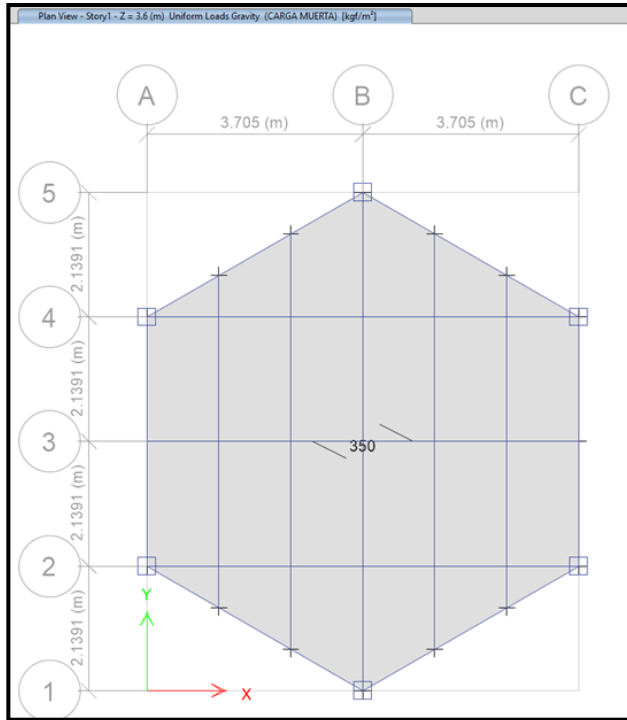 Plan View - Story1 - Z = 3.6 (m) Uniform Loads Gravity (CARGA MUERTA) [kgf/m²]
A B C
3.705 (m) 3.705 (m)
5
2.1391 (m)
4
2.1391 (m)
3
350
2.1391 (m)
2
Y
2.1391 (m)
1
X